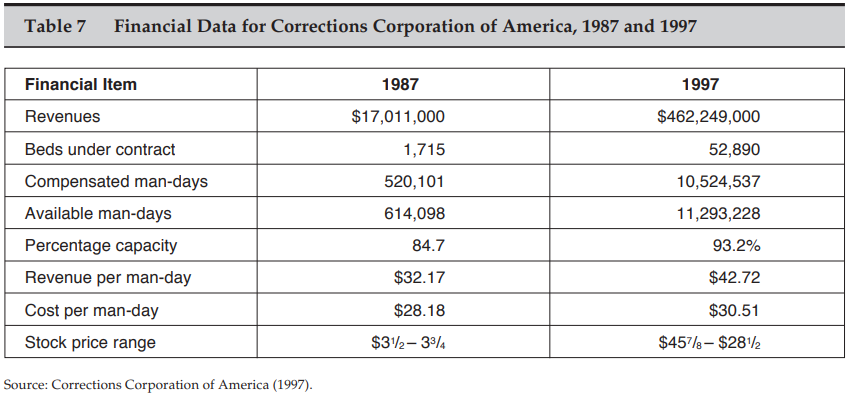 Table 7 Financial Data for Corrections Corporation of America, 1987 and 1997
Financial Item 1987 1997
Revenues $17,011,000 $462,249,000
Beds under contract 1,715 52,890
Compensated man-days 520,101 10,524,537
Available man-days 614,098 11,293,228
Percentage capacity 84.7 93.2%
Revenue per man-day $32.17 $42.72
Cost per man-day $28.18 $30.51
Stock price range $3½ – 3¾ $45⅞ – $28½
Source: Corrections Corporation of America (1997).